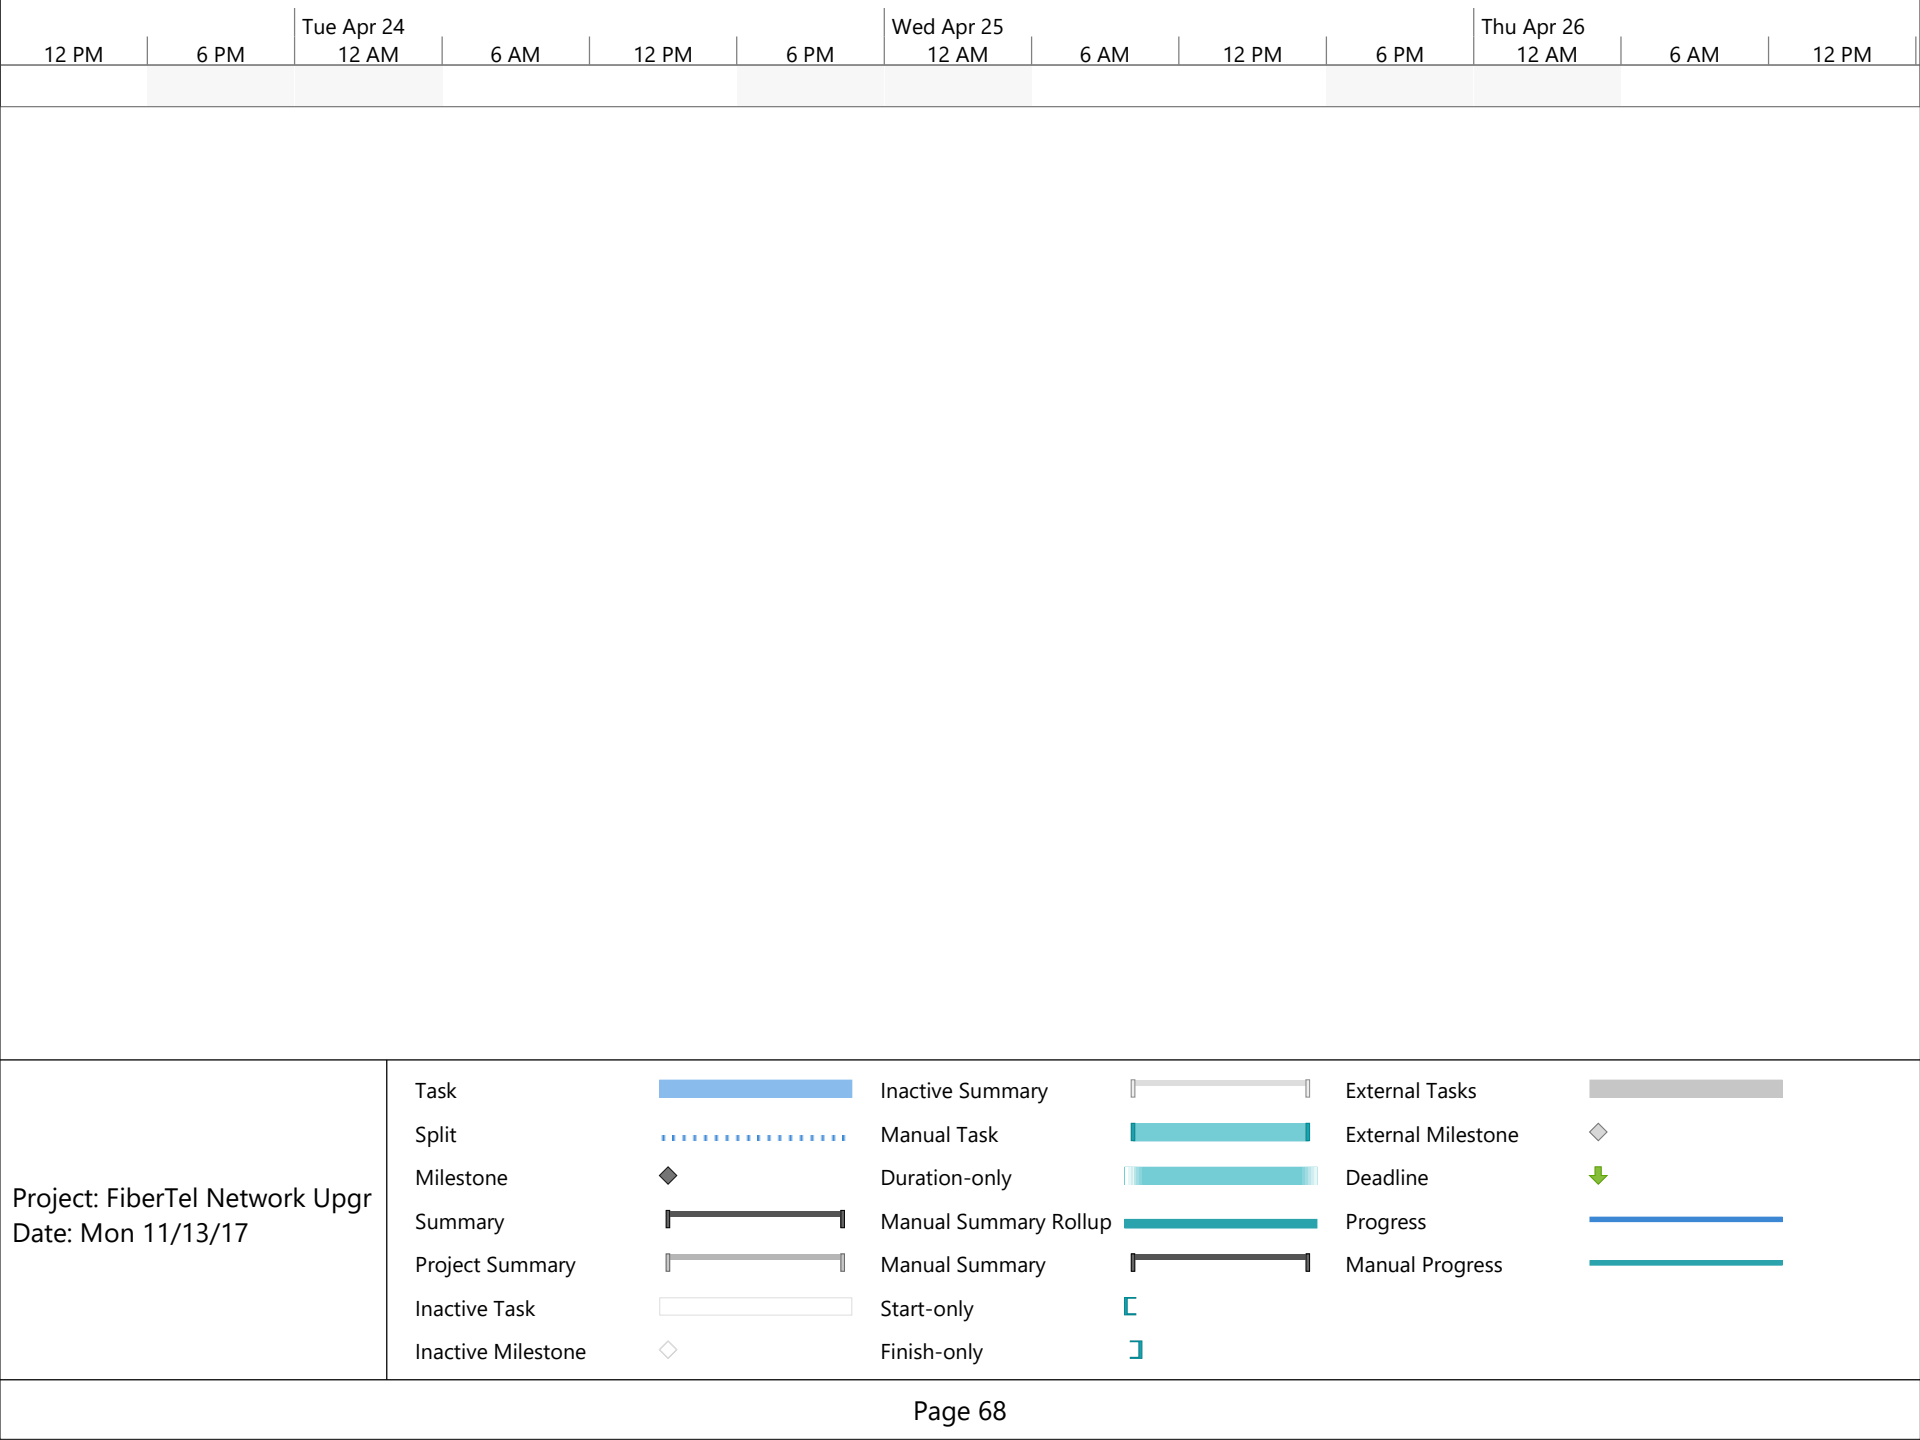 Tue Apr 24 Wed Apr 25 Thu Apr 26
12 PM 6 PM 12 AM 6 AM 12 PM 6 PM 12 AM 6 AM 12 PM 6 PM 12 AM 6 AM 12 PM
Project: FiberTel Network Upgr
Date: Mon 11/13/17
Task
Split
Milestone
Summary
Project Summary
Inactive Task
Inactive Milestone
Inactive Summary
Manual Task
Duration-only
Manual Summary Rollup
Manual Summary
Start-only
Finish-only
External Tasks
External Milestone
Deadline
Progress
Manual Progress
Page 68